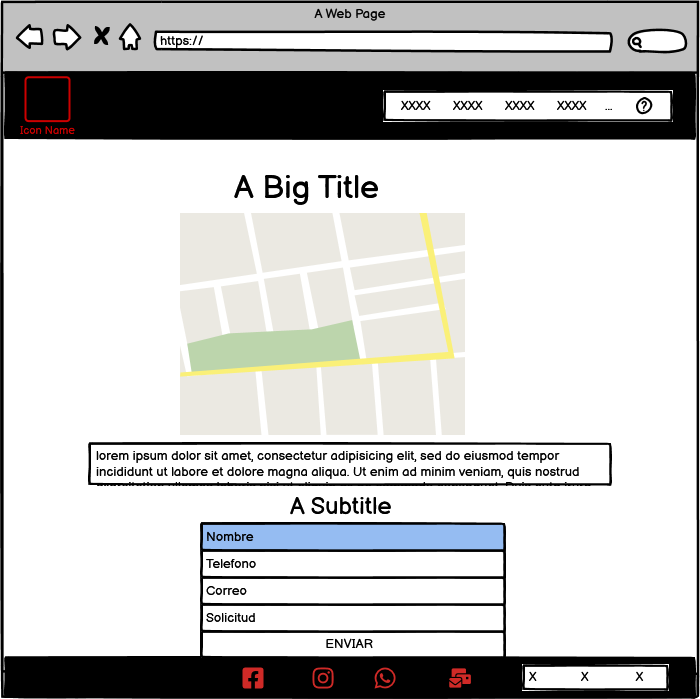 A Web Page
https://
Icon Name
XXXX XXXX XXXX XXXX ... ?
A Big Title
lorem ipsum dolor sit amet, consectetur adipisicing elit, sed do eiusmod tempor
incididunt ut labore et dolore magna aliqua. Ut enim ad minim veniam, quis nostrud
A Subtitle
Nombre
Telefono
Correo
Solicitud
ENVIAR
X X X